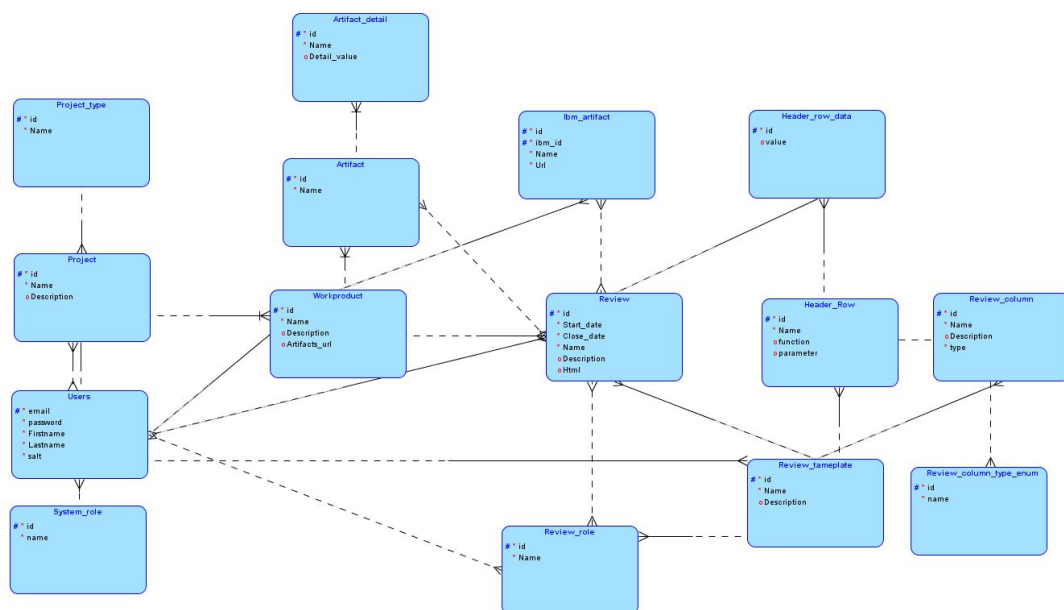 Artifact_detail
# * id
* Name
o Detail_value
Project_type
# * id
* Name
Ibm_artifact
# * id
# * ibm_id
* Name
* Url
Header_row_data
# * id
o value
Artifact
# * id
* Name
Project
# * id
* Name
o Description
Workproduct
# * id
* Name
o Description
o Artifacts_url
Review
# * id
* Start_date
* Close_date
* Name
o Description
o Html
Header_Row
# * id
* Name
o function
o parameter
Review_column
# * id
* Name
o Description
* type
Users
# * email
* password
* Firstname
* Lastname
* salt
Review_tameplate
# * id
* Name
o Description
Review_column_type_enum
# * id
* name
System_role
# * id
* name
Review_role
# * id
* Name